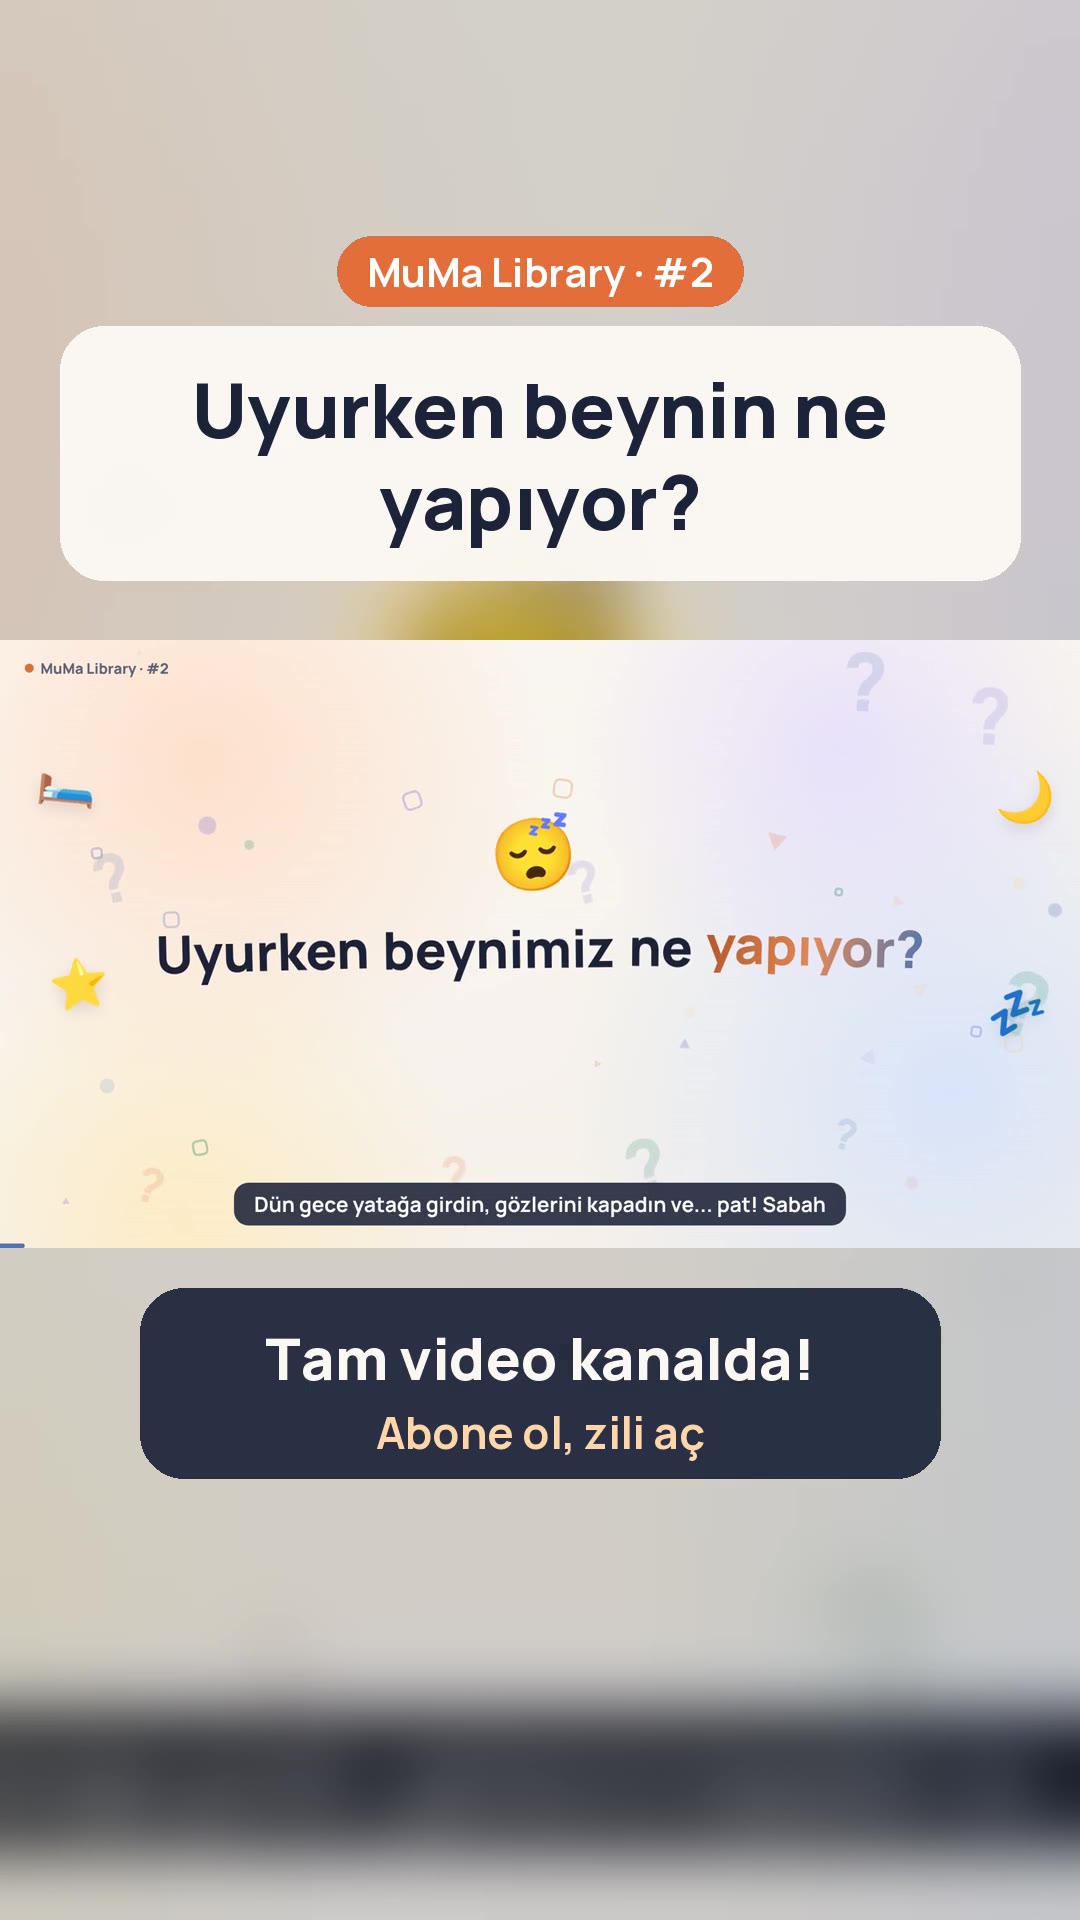 MuMa Library · #2
Uyurken beynin ne
yapıyor?
MuMa Library · #2
Uyurken beynimiz ne yapıyor?
Dün gece yatağa girdin, gözlerini kapadın ve... pat! Sabah
Tam video kanalda!
Abone ol, zili aç